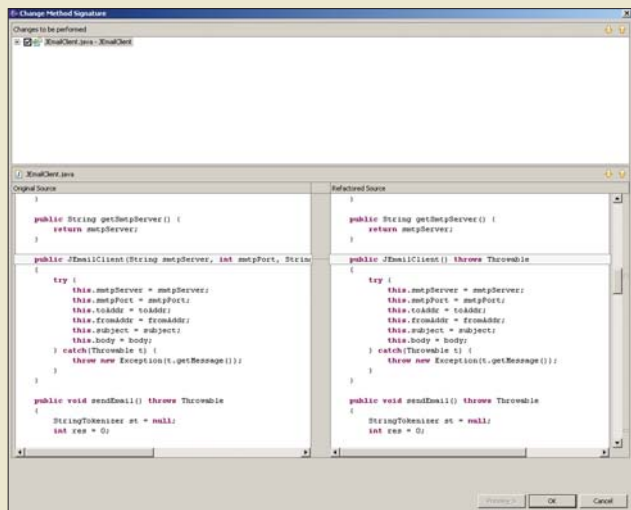 Change Method Signature
Changes to be performed
JEmailClient.java - JEmailClient
JEmailClient.java
Original Source
}
public String getSmtpServer() {
return smtpServer;
}
public JEmailClient(String smtpServer, int smtpPort, Strin
{
try {
this.smtpServer = smtpServer;
this.smtpPort = smtpPort;
this.toAddr = toAddr;
this.fromAddr = fromAddr;
this.subject = subject;
this.body = body;
} catch(Throwable t) {
throw new Exception(t.getMessage());
}
}
public void sendEmail() throws Throwable
{
StringTokenizer st = null;
int res = 0;
Refactored Source
}
public String getSmtpServer() {
return smtpServer;
}
public JEmailClient() throws Throwable
{
try {
this.smtpServer = smtpServer;
this.smtpPort = smtpPort;
this.toAddr = toAddr;
this.fromAddr = fromAddr;
this.subject = subject;
this.body = body;
} catch(Throwable t) {
throw new Exception(t.getMessage());
}
}
public void sendEmail() throws Throwable
{
StringTokenizer st = null;
int res = 0;
Preview >
OK
Cancel